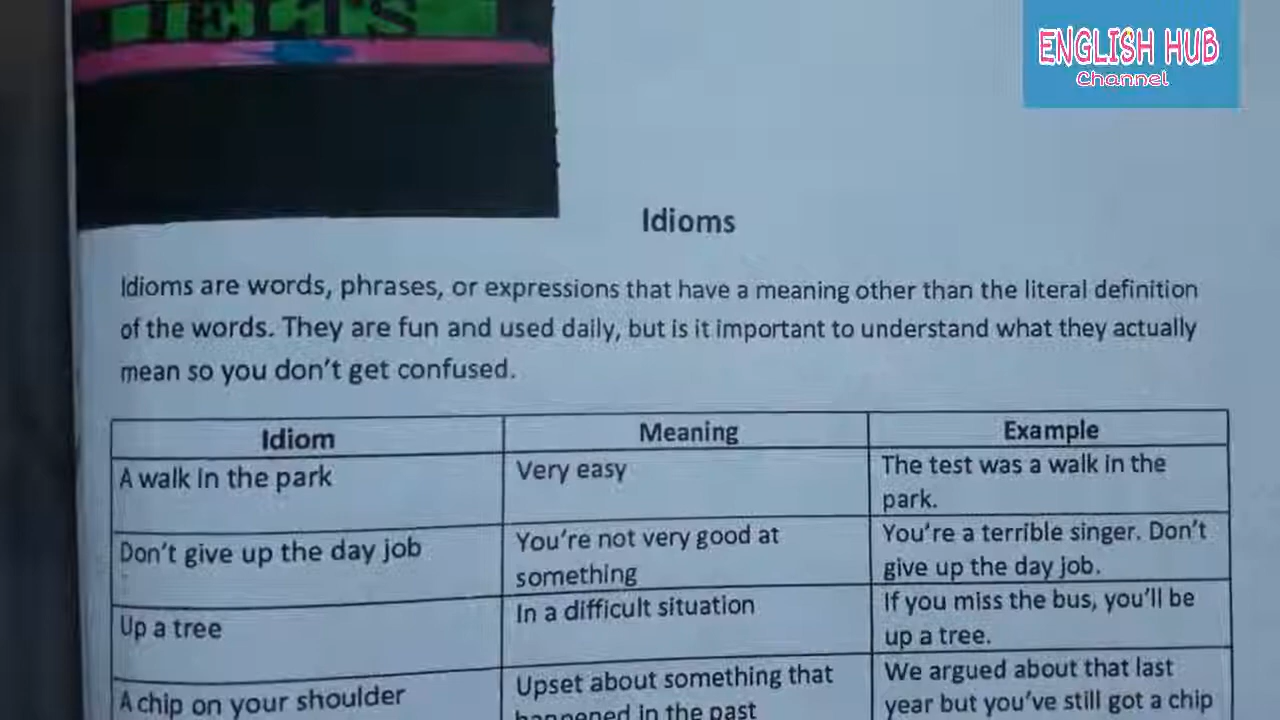 IELTS
ENGLISH HUB
Channel
Idioms
Idioms are words, phrases, or expressions that have a meaning other than the literal definition
of the words. They are fun and used daily, but is it important to understand what they actually
mean so you don't get confused.
Idiom Meaning Example
A walk in the park Very easy The test was a walk in the
park.
Don't give up the day job You're not very good at
something You're a terrible singer. Don't
give up the day job.
Up a tree In a difficult situation If you miss the bus, you'll be
up a tree.
A chip on your shoulder Upset about something that
happened in the past We argued about that last
year but you've still got a chip